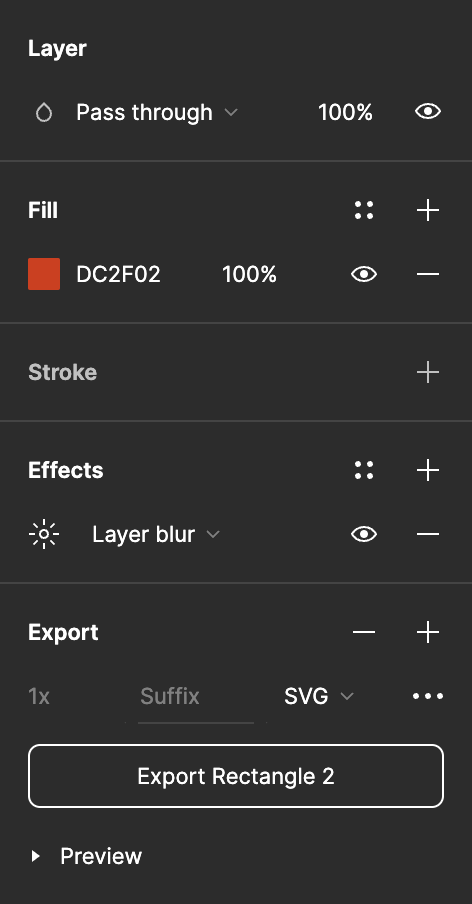 Layer
Pass through 100%
Fill
DC2F02 100%
Stroke
Effects
Layer blur
Export
1x Suffix SVG
Export Rectangle 2
Preview